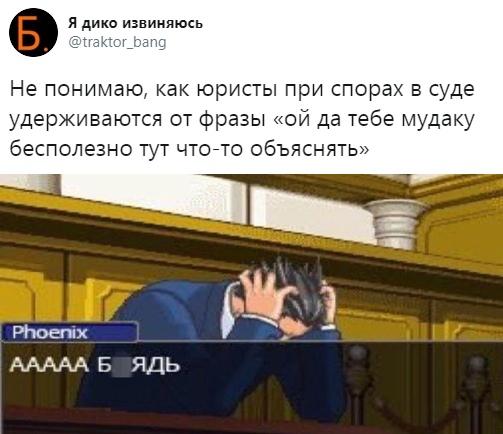 Б.
Я дико извиняюсь
@traktor_bang
Не понимаю, как юристы при спорах в суде
удерживаются от фразы «ой да тебе мудаку
бесполезно тут что-то объяснять»
Phoenix
ААААА Б ЯДЬ